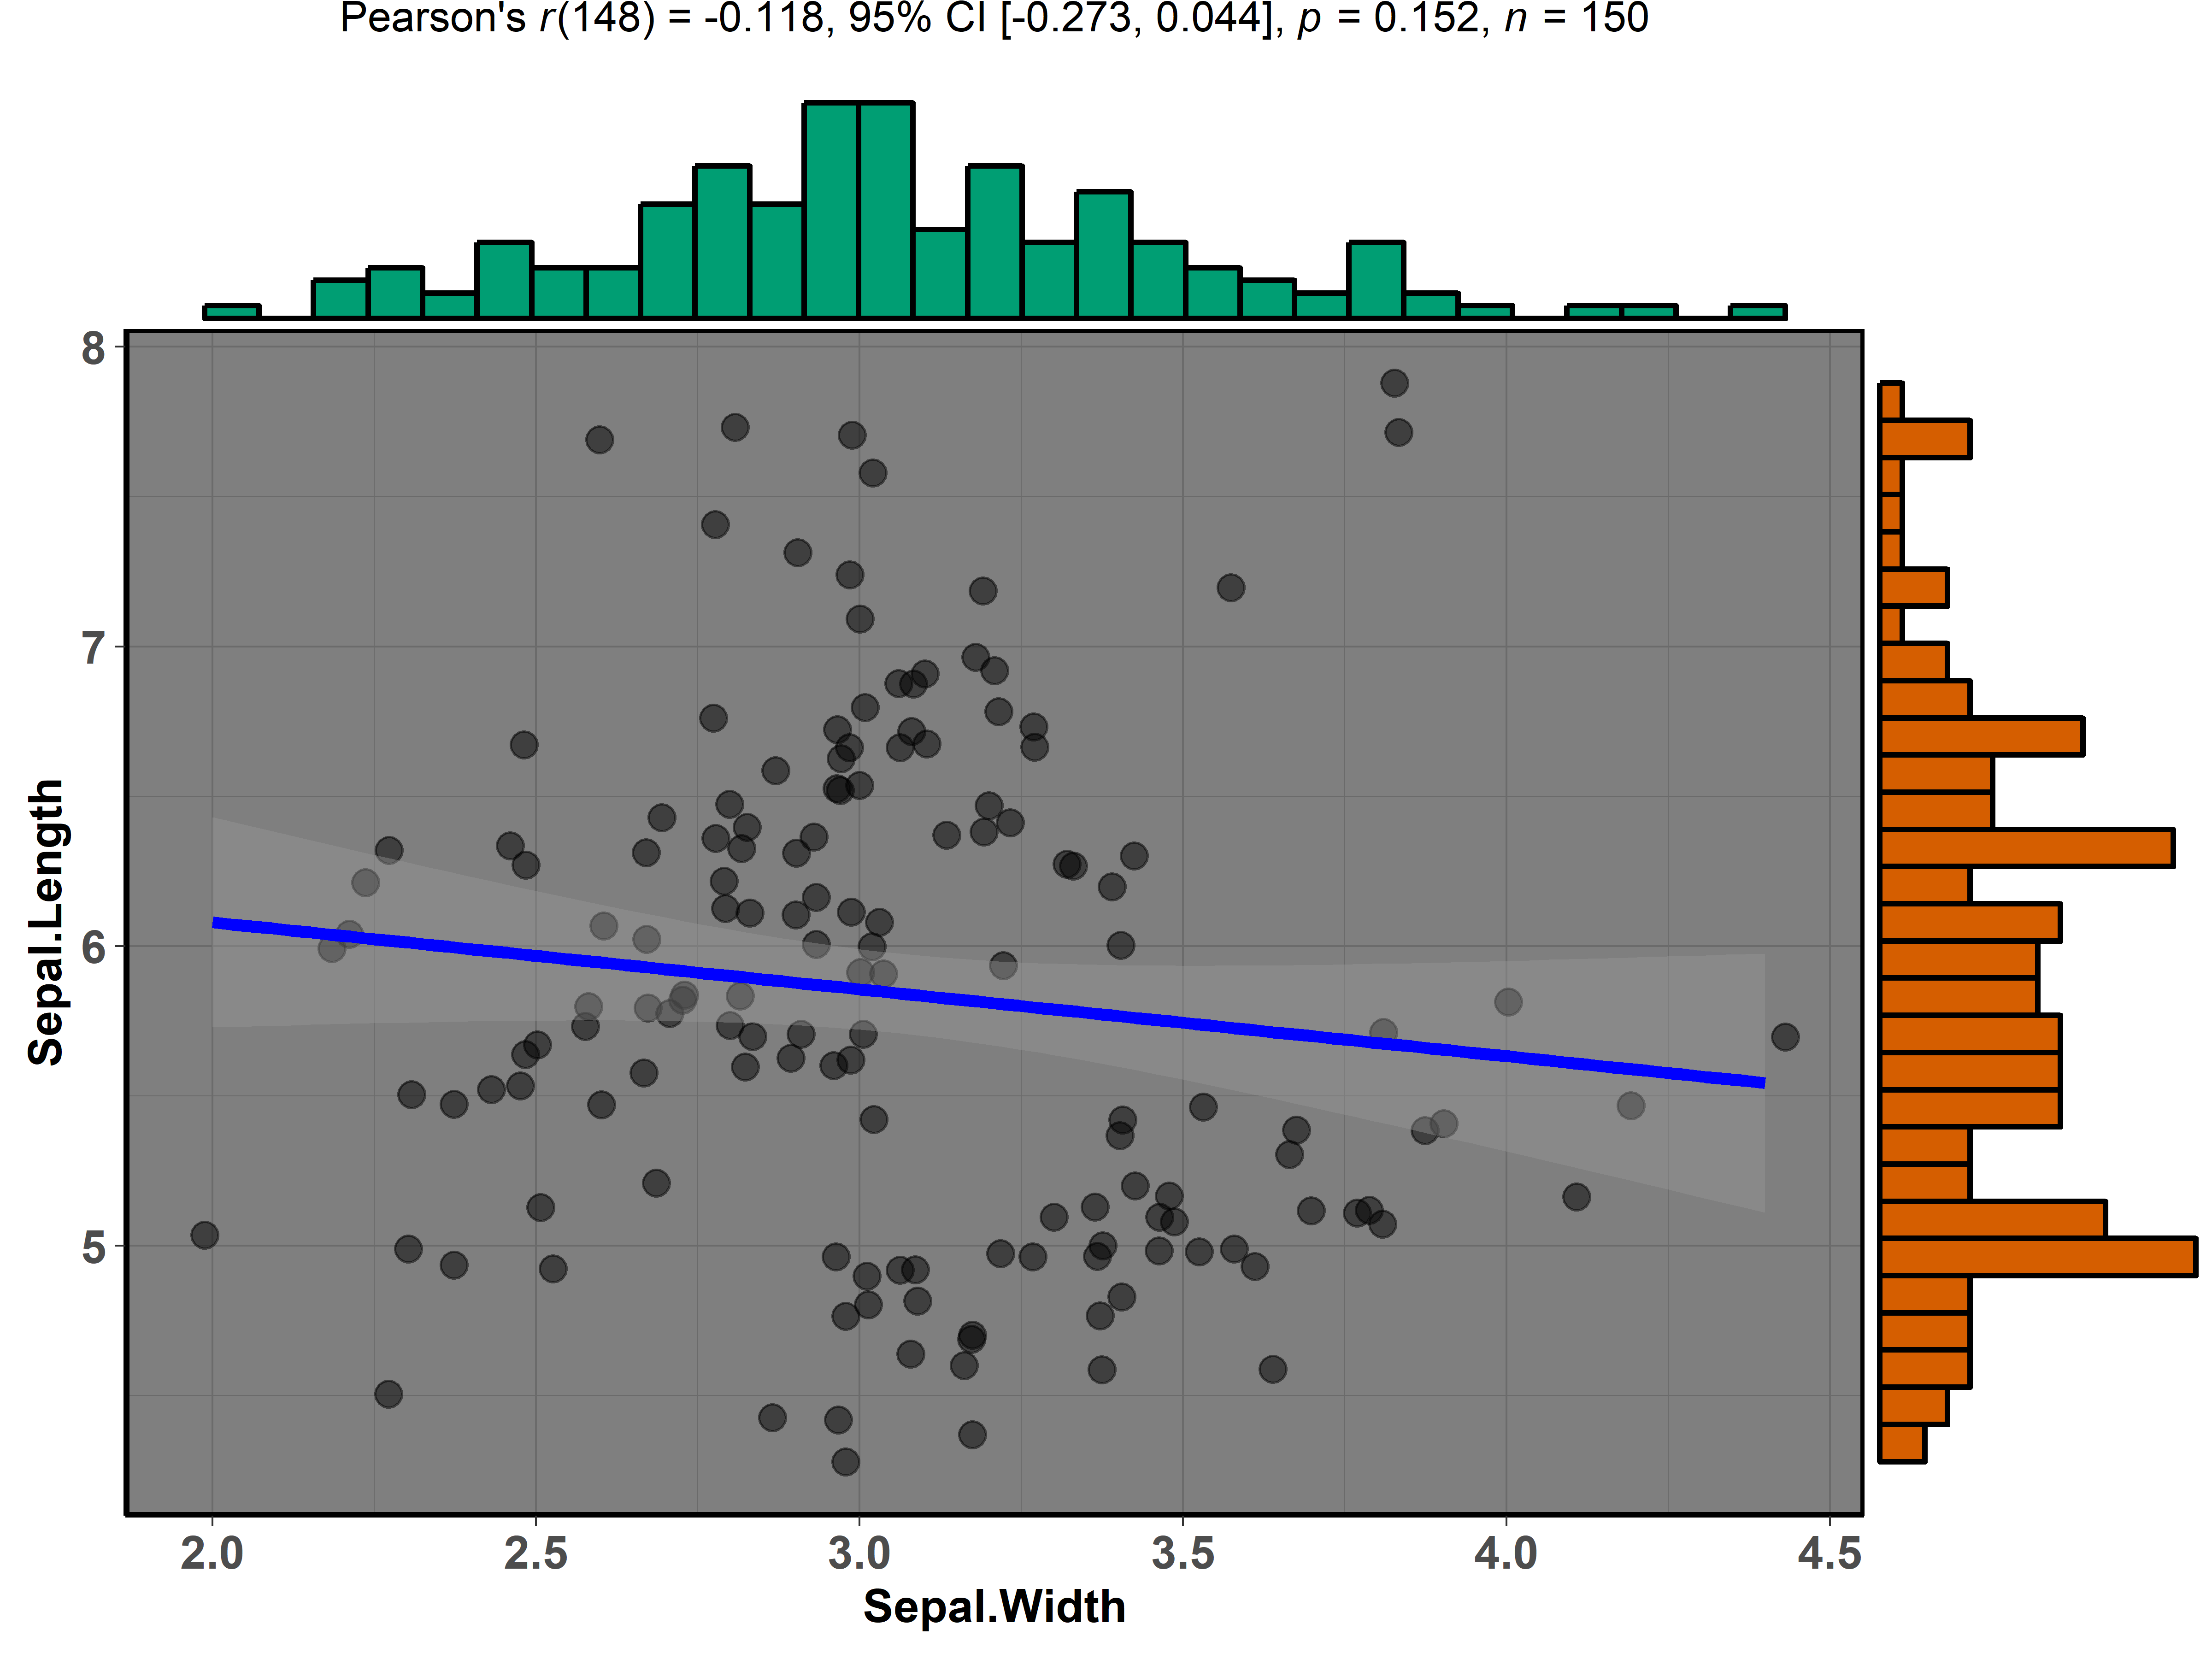 Pearson's r(148) = -0.118, 95% CI [-0.273, 0.044], p = 0.152, n = 150
8
7
6
5
Sepal.Length
2.0 2.5 3.0 3.5 4.0 4.5
Sepal.Width